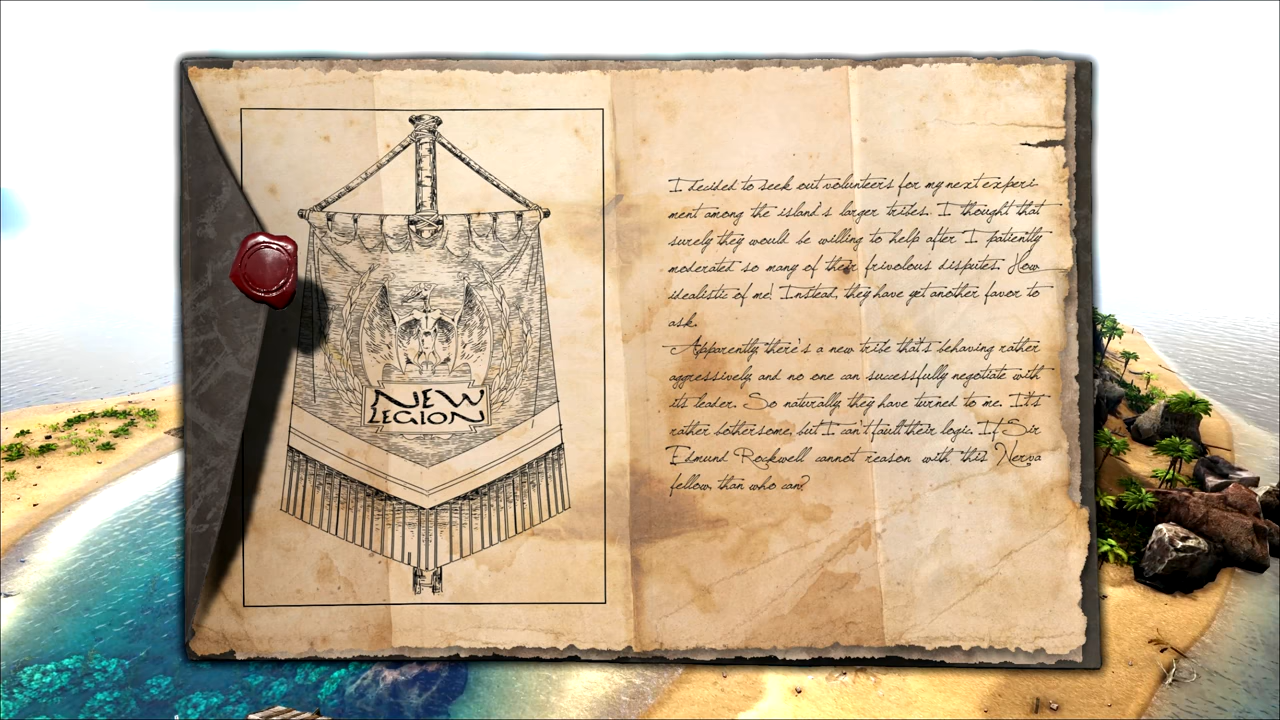 NEW
LEGION
I decided to seek out volunteers for my next experi-
ment among the island's larger tribes. I thought that
surely they would be willing to help after I patiently
moderated so many of their frivolous disputes. How
idealistic of me! Instead, they have yet another favor to
ask.
Apparently, there's a new tribe that's behaving rather
aggressively, and no one can successfully negotiate with
its leader. So naturally, they have turned to me. It's
rather bothersome, but I can't fault their logic. If Sir
Edmund Rockwell cannot reason with this Nerva
fellow, than who can?